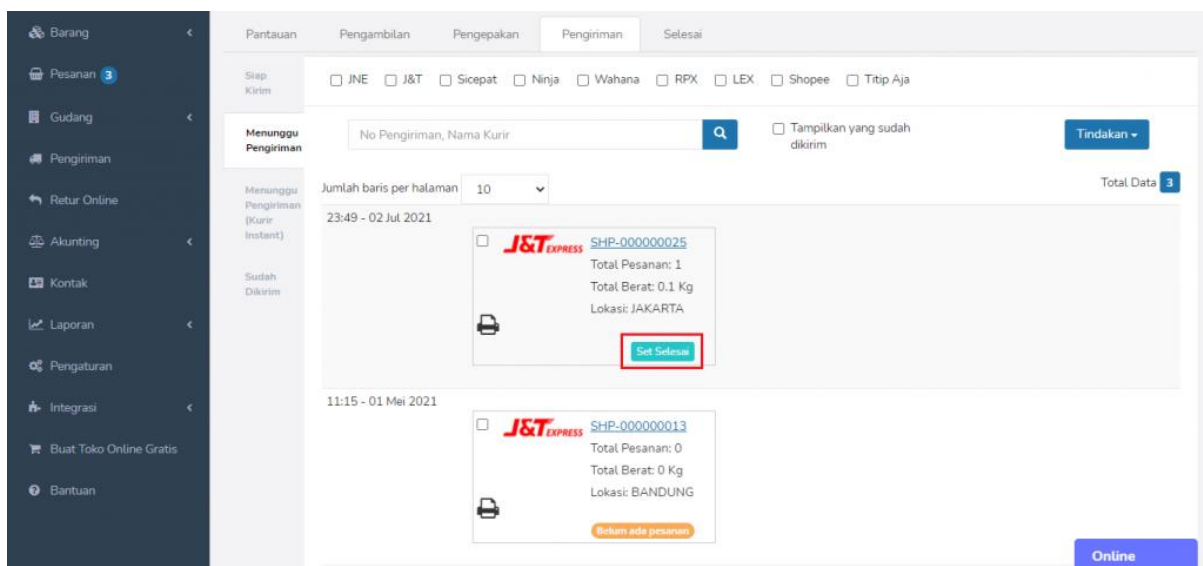 Barang
Pesanan 3
Gudang
Pengiriman
Retur Online
Akunting
Kontak
Laporan
Pengaturan
Integrasi
Buat Toko Online Gratis
Bantuan
Pantauan Pengambilan Pengepakan Pengiriman Selesai
Siap
Kirim
Menunggu
Pengiriman
Menunggu
Pengiriman
(Kurir
Instant)
Sudah
Dikirim
JNE J&T Sicepat Ninja Wahana RPX LEX Shopee Titip Aja
No Pengiriman, Nama Kurir
Tampilkan yang sudah
dikirim
Tindakan
Jumlah baris per halaman 10
Total Data 3
23:49 - 02 Jul 2021
J&T EXPRESS SHP-000000025
Total Pesanan: 1
Total Berat: 0.1 Kg
Lokasi: JAKARTA
Set Selesai
11:15 - 01 Mei 2021
J&T EXPRESS SHP-000000013
Total Pesanan: 0
Total Berat: 0 Kg
Lokasi: BANDUNG
Belum ada pesanan
Online